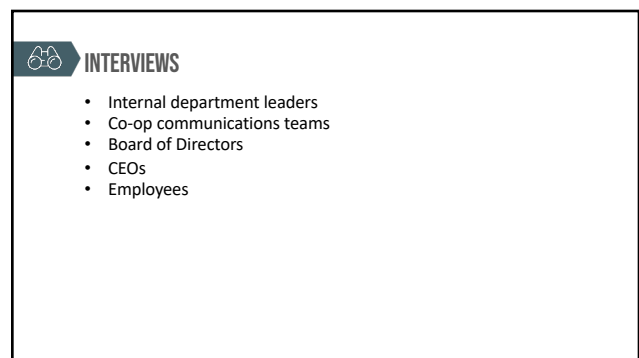 INTERVIEWS
• Internal department leaders
• Co-op communications teams
• Board of Directors
• CEOs
• Employees